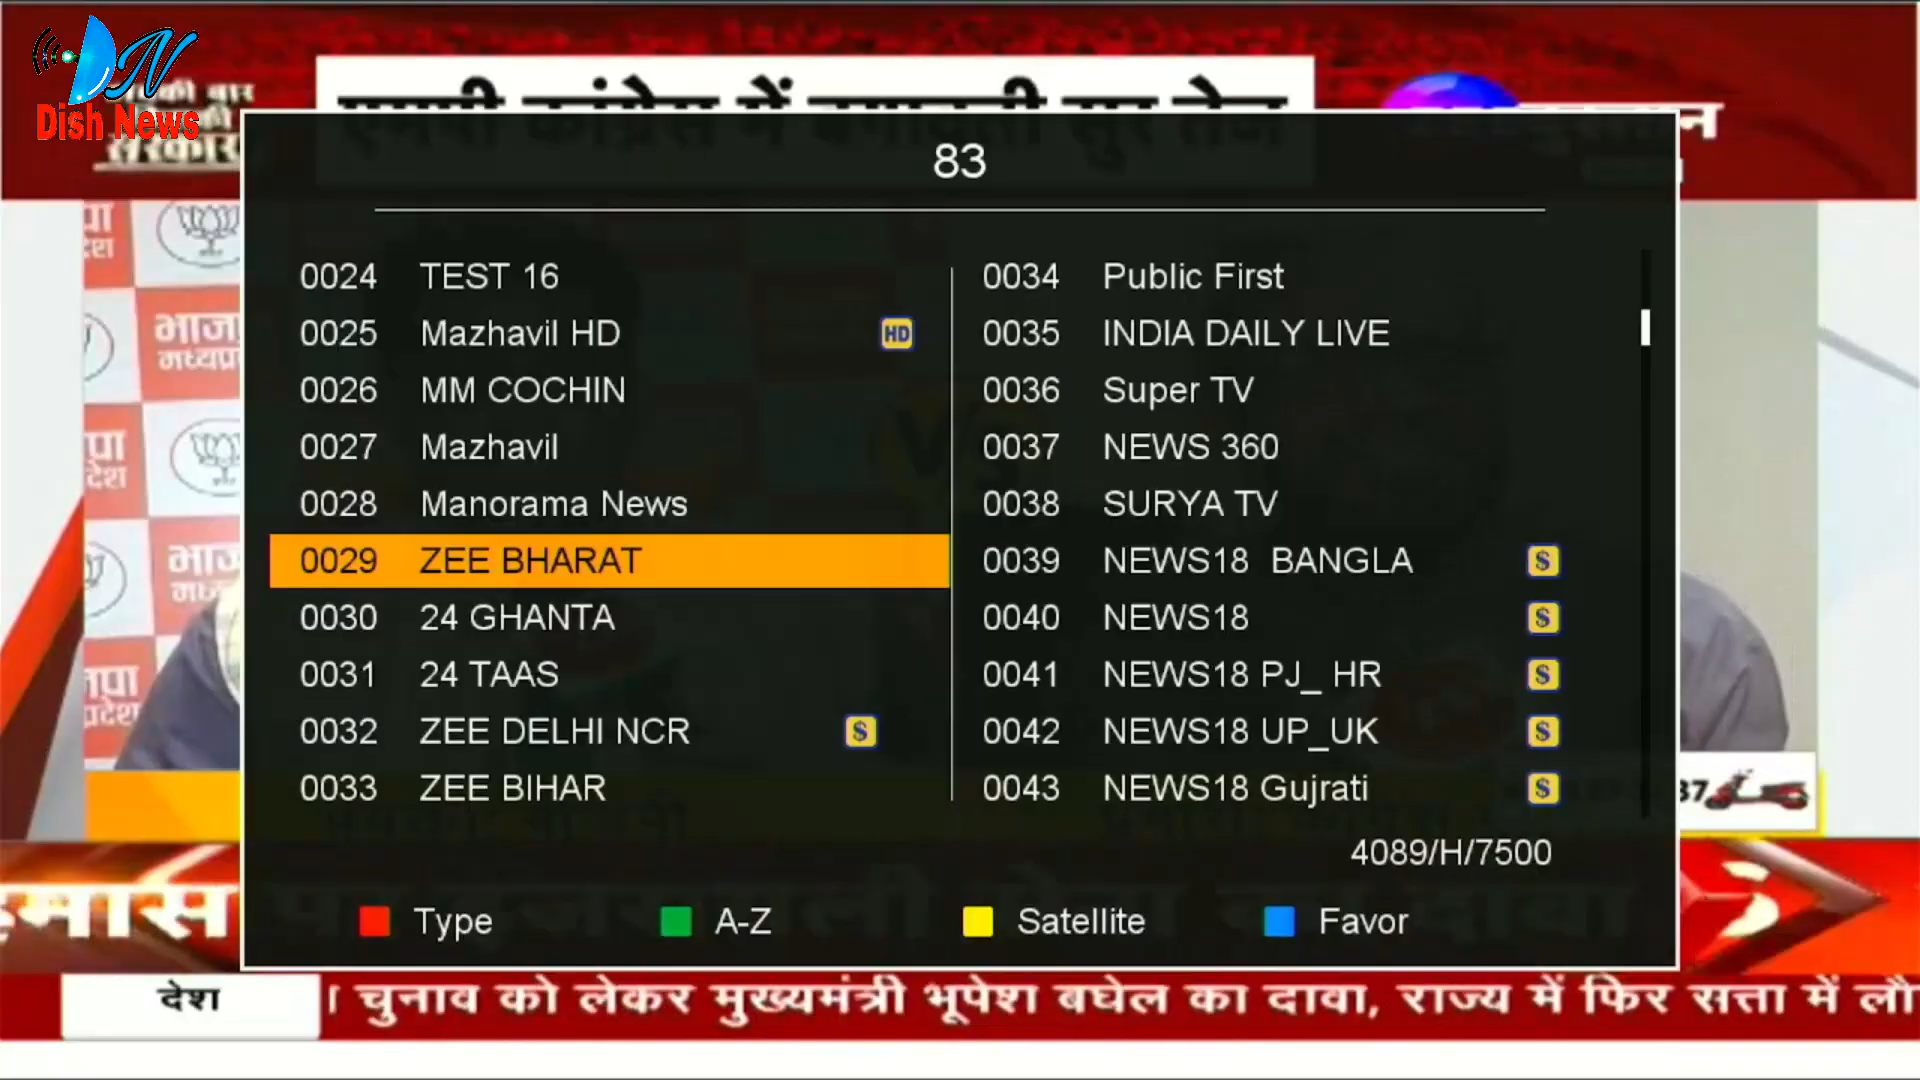 Dish News
की बार
सरकार
83
0024 TEST 16
0025 Mazhavil HD HD
0026 MM COCHIN
0027 Mazhavil
0028 Manorama News
0029 ZEE BHARAT
0030 24 GHANTA
0031 24 TAAS
0032 ZEE DELHI NCR $
0033 ZEE BIHAR
0034 Public First
0035 INDIA DAILY LIVE
0036 Super TV
0037 NEWS 360
0038 SURYA TV
0039 NEWS18 BANGLA $
0040 NEWS18 $
0041 NEWS18 PJ_ HR $
0042 NEWS18 UP_UK $
0043 NEWS18 Gujrati $
4089/H/7500
Type A-Z Satellite Favor
37
देश
चुनाव को लेकर मुख्यमंत्री भूपेश बघेल का दावा, राज्य में फिर सत्ता में